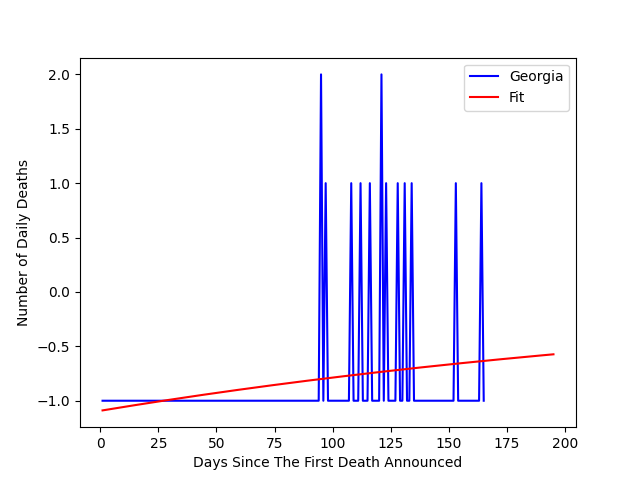 Georgia
Fit
2.0
1.5
1.0
0.5
0.0
−0.5
−1.0
Number of Daily Deaths
0 25 50 75 100 125 150 175 200
Days Since The First Death Announced